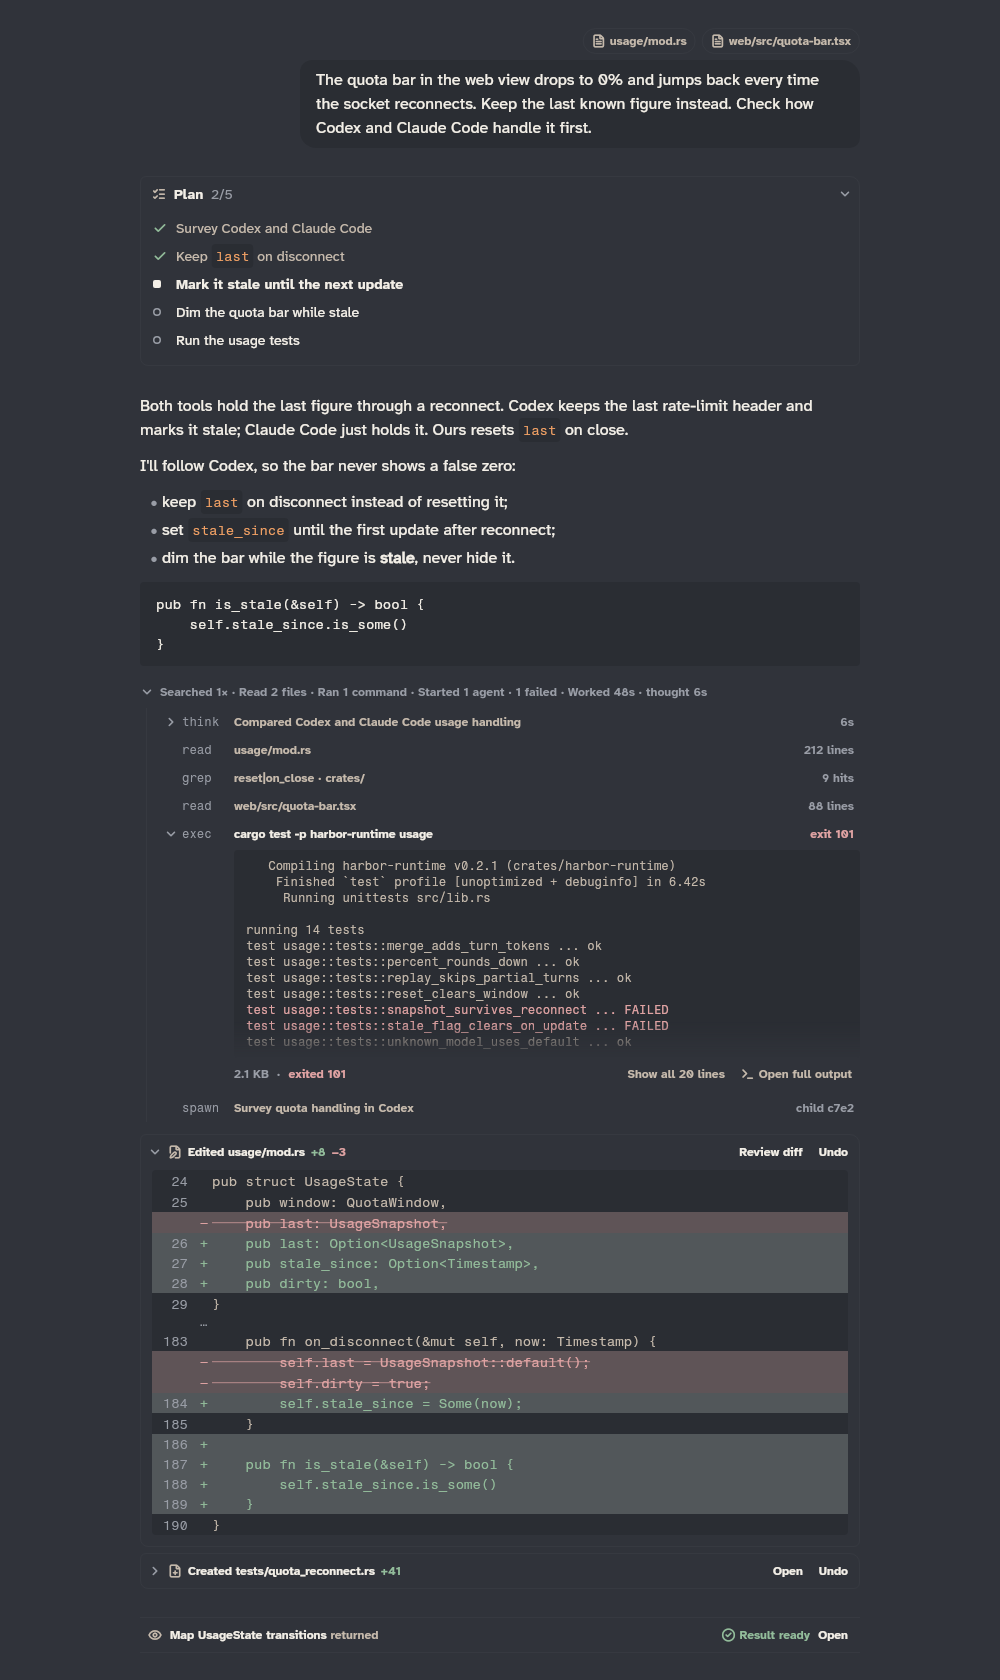 usage/mod.rs web/src/quota-bar.tsx
The quota bar in the web view drops to 0% and jumps back every time
the socket reconnects. Keep the last known figure instead. Check how
Codex and Claude Code handle it first.
Plan 2/5
Survey Codex and Claude Code
Keep last on disconnect
Mark it stale until the next update
Dim the quota bar while stale
Run the usage tests
Both tools hold the last figure through a reconnect. Codex keeps the last rate-limit header and
marks it stale; Claude Code just holds it. Ours resets last on close.
I'll follow Codex, so the bar never shows a false zero:
• keep last on disconnect instead of resetting it;
• set stale_since until the first update after reconnect;
• dim the bar while the figure is stale, never hide it.
pub fn is_stale(&self) -> bool {
    self.stale_since.is_some()
}
Searched 1× · Read 2 files · Ran 1 command · Started 1 agent · 1 failed · Worked 48s · thought 6s
think Compared Codex and Claude Code usage handling 6s
read usage/mod.rs 212 lines
grep reset|on_close · crates/ 9 hits
read web/src/quota-bar.tsx 88 lines
exec cargo test -p harbor-runtime usage exit 101
   Compiling harbor-runtime v0.2.1 (crates/harbor-runtime)
    Finished `test` profile [unoptimized + debuginfo] in 6.42s
     Running unittests src/lib.rs
running 14 tests
test usage::tests::merge_adds_turn_tokens ... ok
test usage::tests::percent_rounds_down ... ok
test usage::tests::replay_skips_partial_turns ... ok
test usage::tests::reset_clears_window ... ok
test usage::tests::snapshot_survives_reconnect ... FAILED
test usage::tests::stale_flag_clears_on_update ... FAILED
test usage::tests::unknown_model_uses_default ... ok
2.1 KB · exited 101 Show all 20 lines Open full output
spawn Survey quota handling in Codex child c7e2
Edited usage/mod.rs +8 −3 Review diff Undo
24 pub struct UsageState {
25     pub window: QuotaWindow,
−     pub last: UsageSnapshot,
26 +     pub last: Option<UsageSnapshot>,
27 +     pub stale_since: Option<Timestamp>,
28 +     pub dirty: bool,
29 }
…
183     pub fn on_disconnect(&mut self, now: Timestamp) {
−         self.last = UsageSnapshot::default();
−         self.dirty = true;
184 +         self.stale_since = Some(now);
185     }
186 +
187 +     pub fn is_stale(&self) -> bool {
188 +         self.stale_since.is_some()
189 +     }
190 }
Created tests/quota_reconnect.rs +41 Open Undo
Map UsageState transitions returned Result ready Open